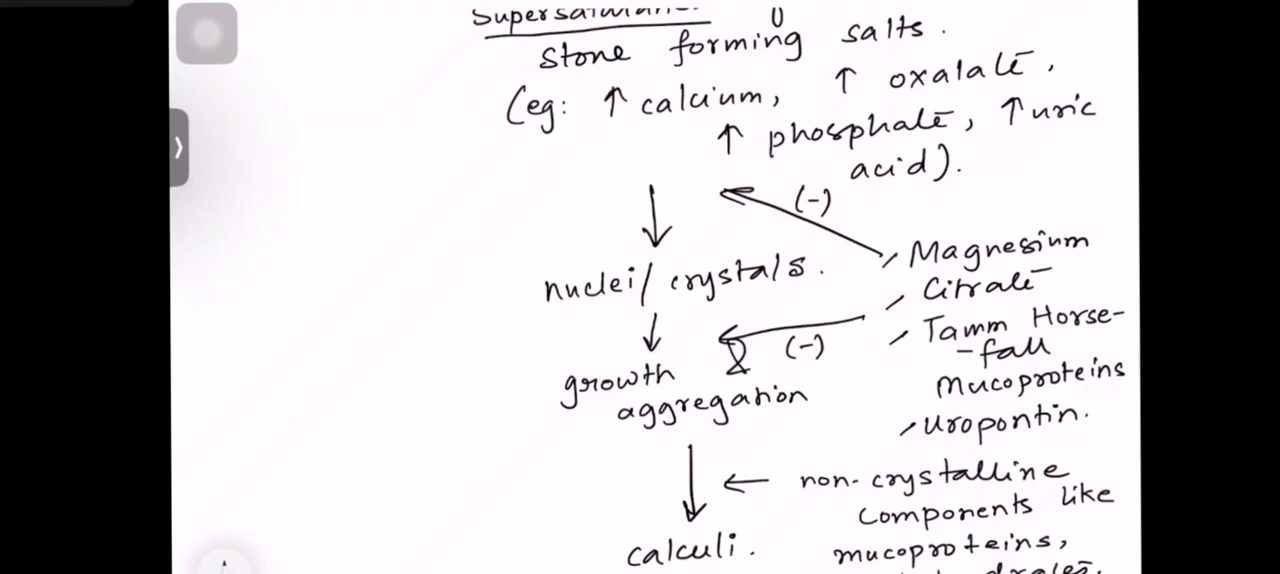 stone forming salts.
(eg: ↑ calcium, ↑ oxalate,
↑ phosphate, ↑ uric
acid).
↓
(-)
Magnesium
nuclei/ crystals.
Citrate
↓
(-)
Tamm Horse-
-fall
Mucoproteins
growth &
aggregation
Uropontin.
↓ ← non-crystalline
components like
mucoproteins,
calculi.